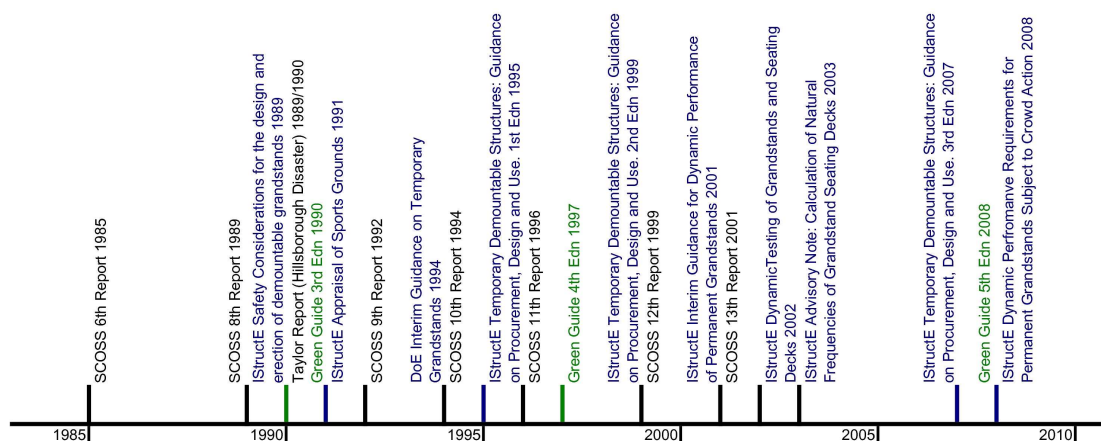 SCOSS 6th Report 1985
SCOSS 8th Report 1989
IStructE Safety Considerations for the design and
erection of demountable grandstands 1989
Taylor Report (Hillsborough Disaster) 1989/1990
Green Guide 3rd Edn 1990
IStructE Appraisal of Sports Grounds 1991
SCOSS 9th Report 1992
DoE Interim Guidance on Temporary
Grandstands 1994
SCOSS 10th Report 1994
IStructE Temporary Demountable Structures: Guidance
on Procurement, Design and Use. 1st Edn 1995
SCOSS 11th Report 1996
Green Guide 4th Edn 1997
IStructE Temporary Demountable Structures: Guidance
on Procurement, Design and Use. 2nd Edn 1999
SCOSS 12th Report 1999
IStructE Interim Guidance for Dynamic Performance
of Permanent Grandstands 2001
SCOSS 13th Report 2001
IStructE DynamicTesting of Grandstands and Seating
Decks 2002
IStructE Advisory Note: Calculation of Natural
Frequencies of Grandstand Seating Decks 2003
IStructE Temporary Demountable Structures: Guidance
on Procurement, Design and Use. 3rd Edn 2007
Green Guide 5th Edn 2008
IStructE Dynamic Perfromanve Requirements for
Permanent Grandstands Subject to Crowd Action 2008
1985
1990
1995
2000
2005
2010